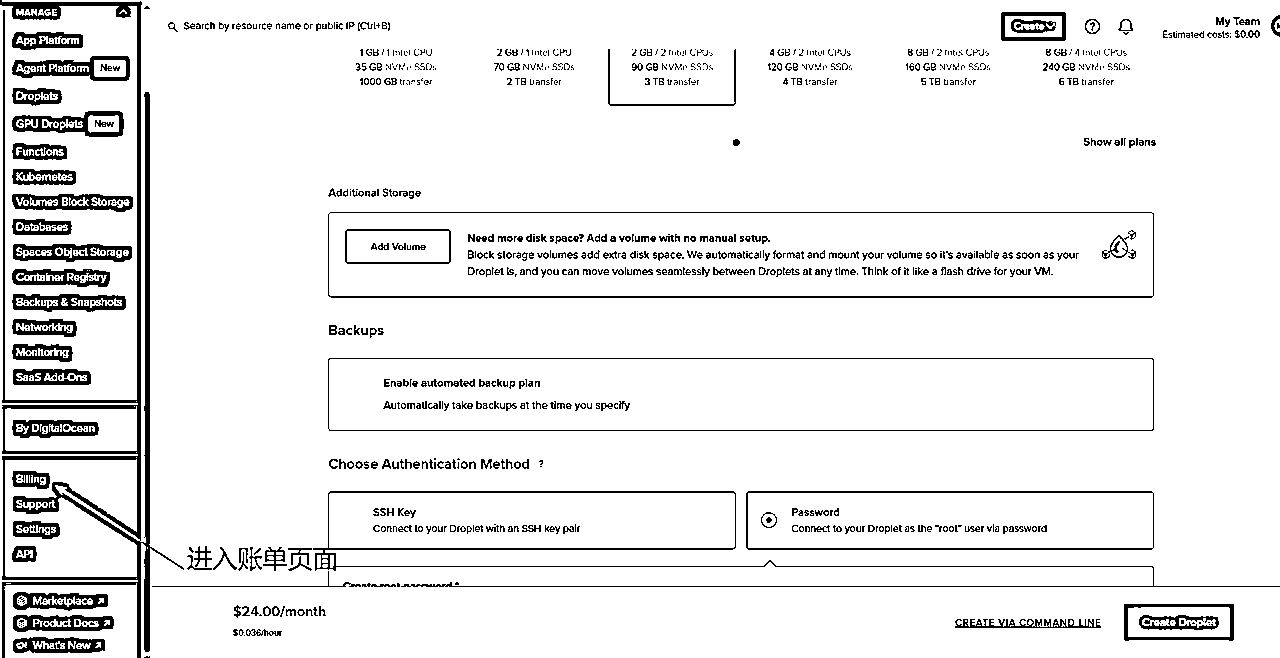 MANAGE
App Platform
Agent Platform New
Droplets
GPU Droplets New
Functions
Kubernetes
Volumes Block Storage
Databases
Spaces Object Storage
Container Registry
Backups & Snapshots
Networking
Monitoring
SaaS Add-Ons
By DigitalOcean
Billing
Support
Settings
API
Marketplace
Product Docs
What's New
Search by resource name or public IP (Ctrl+B)
Create
My Team
Estimated costs: $0.00
1 GB / 1 Intel CPU
35 GB NVMe SSDs
1000 GB transfer
2 GB / 1 Intel CPU
70 GB NVMe SSDs
2 TB transfer
2 GB / 2 Intel CPUs
90 GB NVMe SSDs
3 TB transfer
4 GB / 2 Intel CPUs
120 GB NVMe SSDs
4 TB transfer
8 GB / 2 Intel CPUs
160 GB NVMe SSDs
5 TB transfer
8 GB / 4 Intel CPUs
240 GB NVMe SSDs
6 TB transfer
Show all plans
Additional Storage
Add Volume
Need more disk space? Add a volume with no manual setup.
Block storage volumes add extra disk space. We automatically format and mount your volume so it's available as soon as your
Droplet is, and you can move volumes seamlessly between Droplets at any time. Think of it like a flash drive for your VM.
Backups
Enable automated backup plan
Automatically take backups at the time you specify
Choose Authentication Method ?
SSH Key
Connect to your Droplet with an SSH key pair
Password
Connect to your Droplet as the "root" user via password
进入账单页面
Create root password *
$24.00/month
$0.036/hour
CREATE VIA COMMAND LINE
Create Droplet